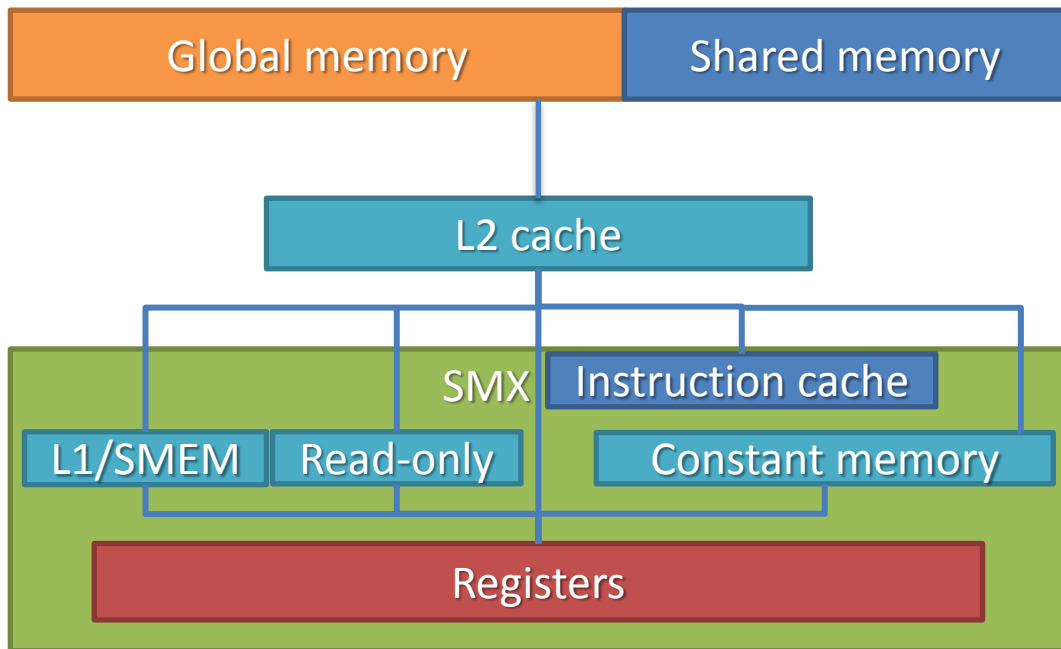 Global memory
Shared memory
L2 cache
SMX
Instruction cache
L1/SMEM
Read-only
Constant memory
Registers